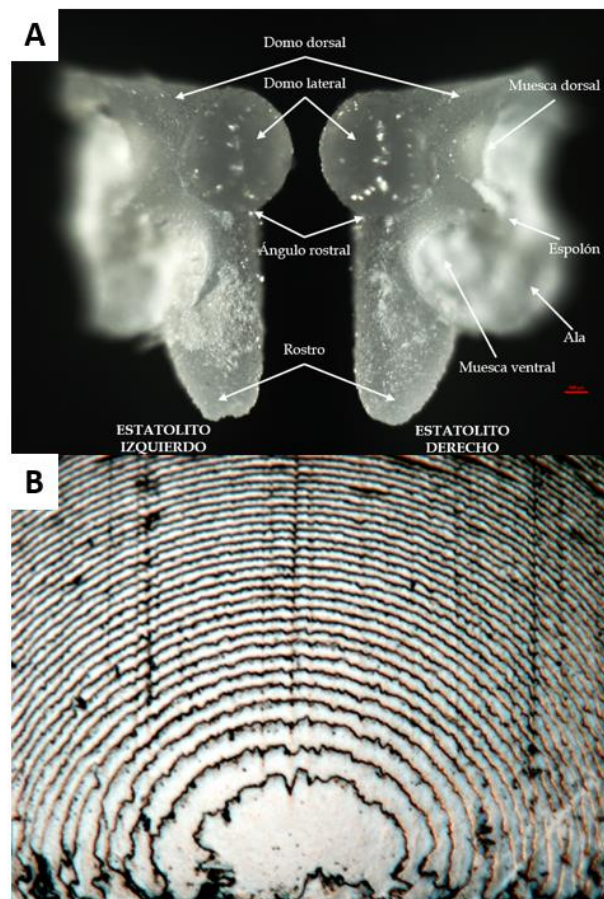 A
Domo dorsal
Domo lateral
Muesca dorsal
Ángulo rostral
Espolón
Ala
Muesca ventral
Rostro
ESTATOLITO
IZQUIERDO
ESTATOLITO
DERECHO
B